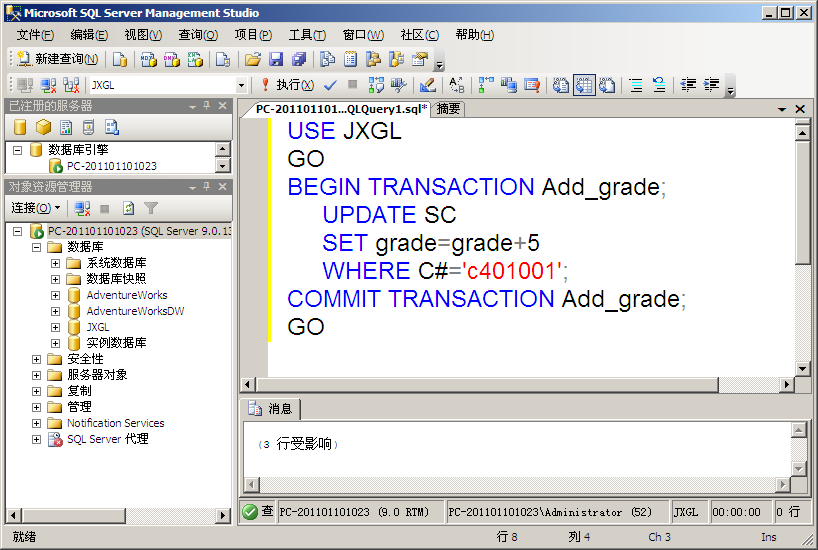 Microsoft SQL Server Management Studio
文件(F) 编辑(E) 视图(V) 查询(Q) 项目(P) 工具(T) 窗口(W) 社区(C) 帮助(H)
新建查询(N)
JXGL 执行(X)
已注册的服务器
数据库引擎
PC-201101101023
对象资源管理器
连接(O)
PC-201101101023 (SQL Server 9.0.13
数据库
系统数据库
数据库快照
AdventureWorks
AdventureWorksDW
JXGL
实例数据库
安全性
服务器对象
复制
管理
Notification Services
SQL Server 代理
PC-201101101...QLQuery1.sql* 摘要
USE JXGL
GO
BEGIN TRANSACTION Add_grade;
UPDATE SC
SET grade=grade+5
WHERE C#='c401001';
COMMIT TRANSACTION Add_grade;
GO
消息
(3 行受影响)
查 PC-201101101023 (9.0 RTM) PC-201101101023\Administrator (52) JXGL 00:00:00 0 行
就绪 行 8 列 4 Ch 3 Ins